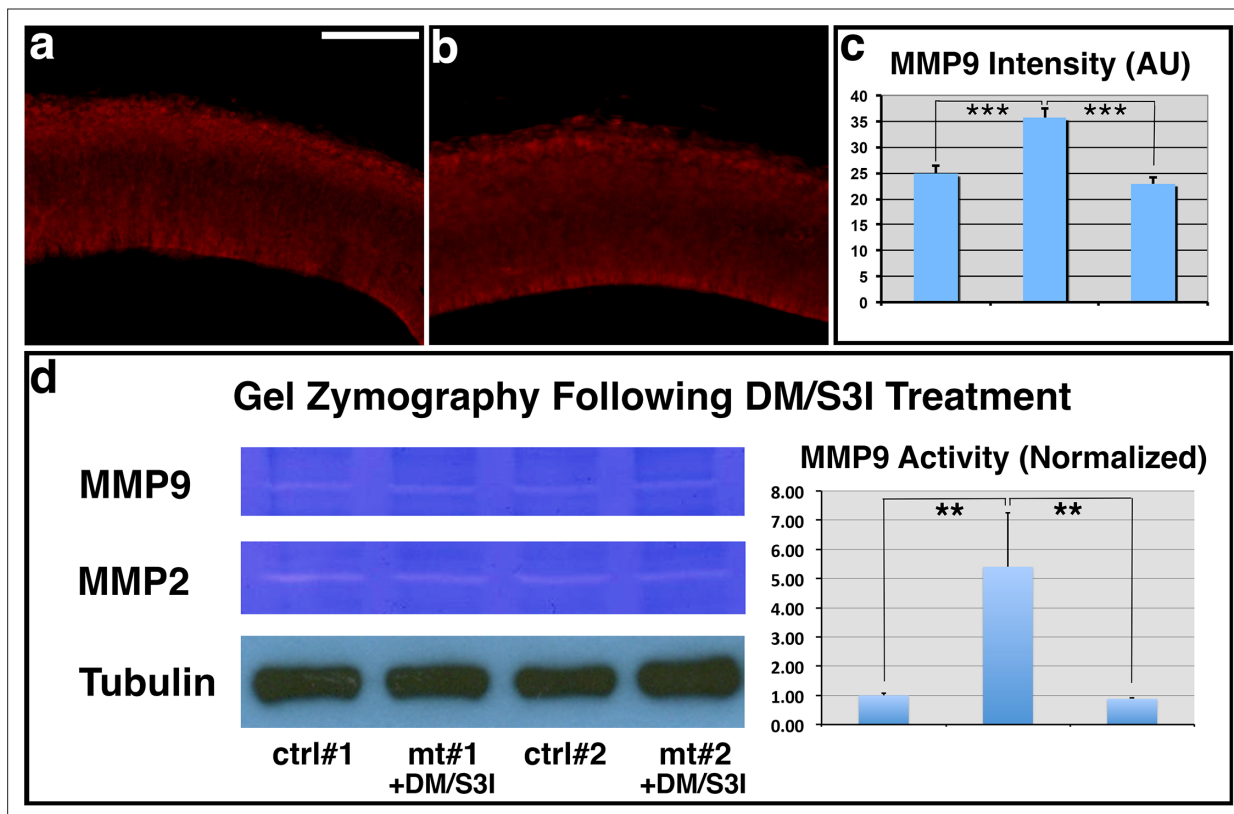 a
b
c
MMP9 Intensity (AU)
40
35
30
25
20
15
10
5
0
*** ***
d
Gel Zymography Following DM/S3I Treatment
MMP9
MMP2
Tubulin
ctrl#1 mt#1 ctrl#2 mt#2
+DM/S3I +DM/S3I
MMP9 Activity (Normalized)
8.00
7.00
6.00
5.00
4.00
3.00
2.00
1.00
0.00
** **